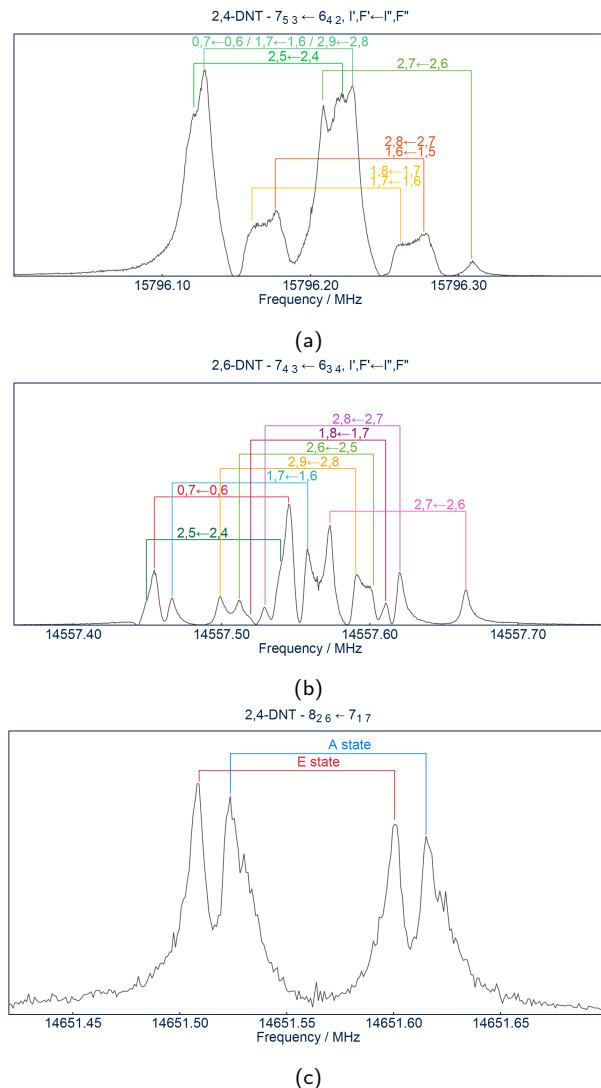 2,4-DNT - 7₅ ₃ ← 6₄ ₂, I',F'←I",F"
0,7←0,6 / 1,7←1,6 / 2,9←2,8
2,5←2,4
2,7←2,6
2,8←2,7
1,6←1,5
1,8←1,7
1,7←1,6
15796.10 15796.20 15796.30
Frequency / MHz
(a)
2,6-DNT - 7₄ ₃ ← 6₃ ₄, I',F'←I",F"
2,8←2,7
1,8←1,7
2,6←2,5
2,9←2,8
1,7←1,6
0,7←0,6
2,7←2,6
2,5←2,4
14557.40 14557.50 14557.60 14557.70
Frequency / MHz
(b)
2,4-DNT - 8₂ ₆ ← 7₁ ₇
A state
E state
14651.45 14651.50 14651.55 14651.60 14651.65
Frequency / MHz
(c)